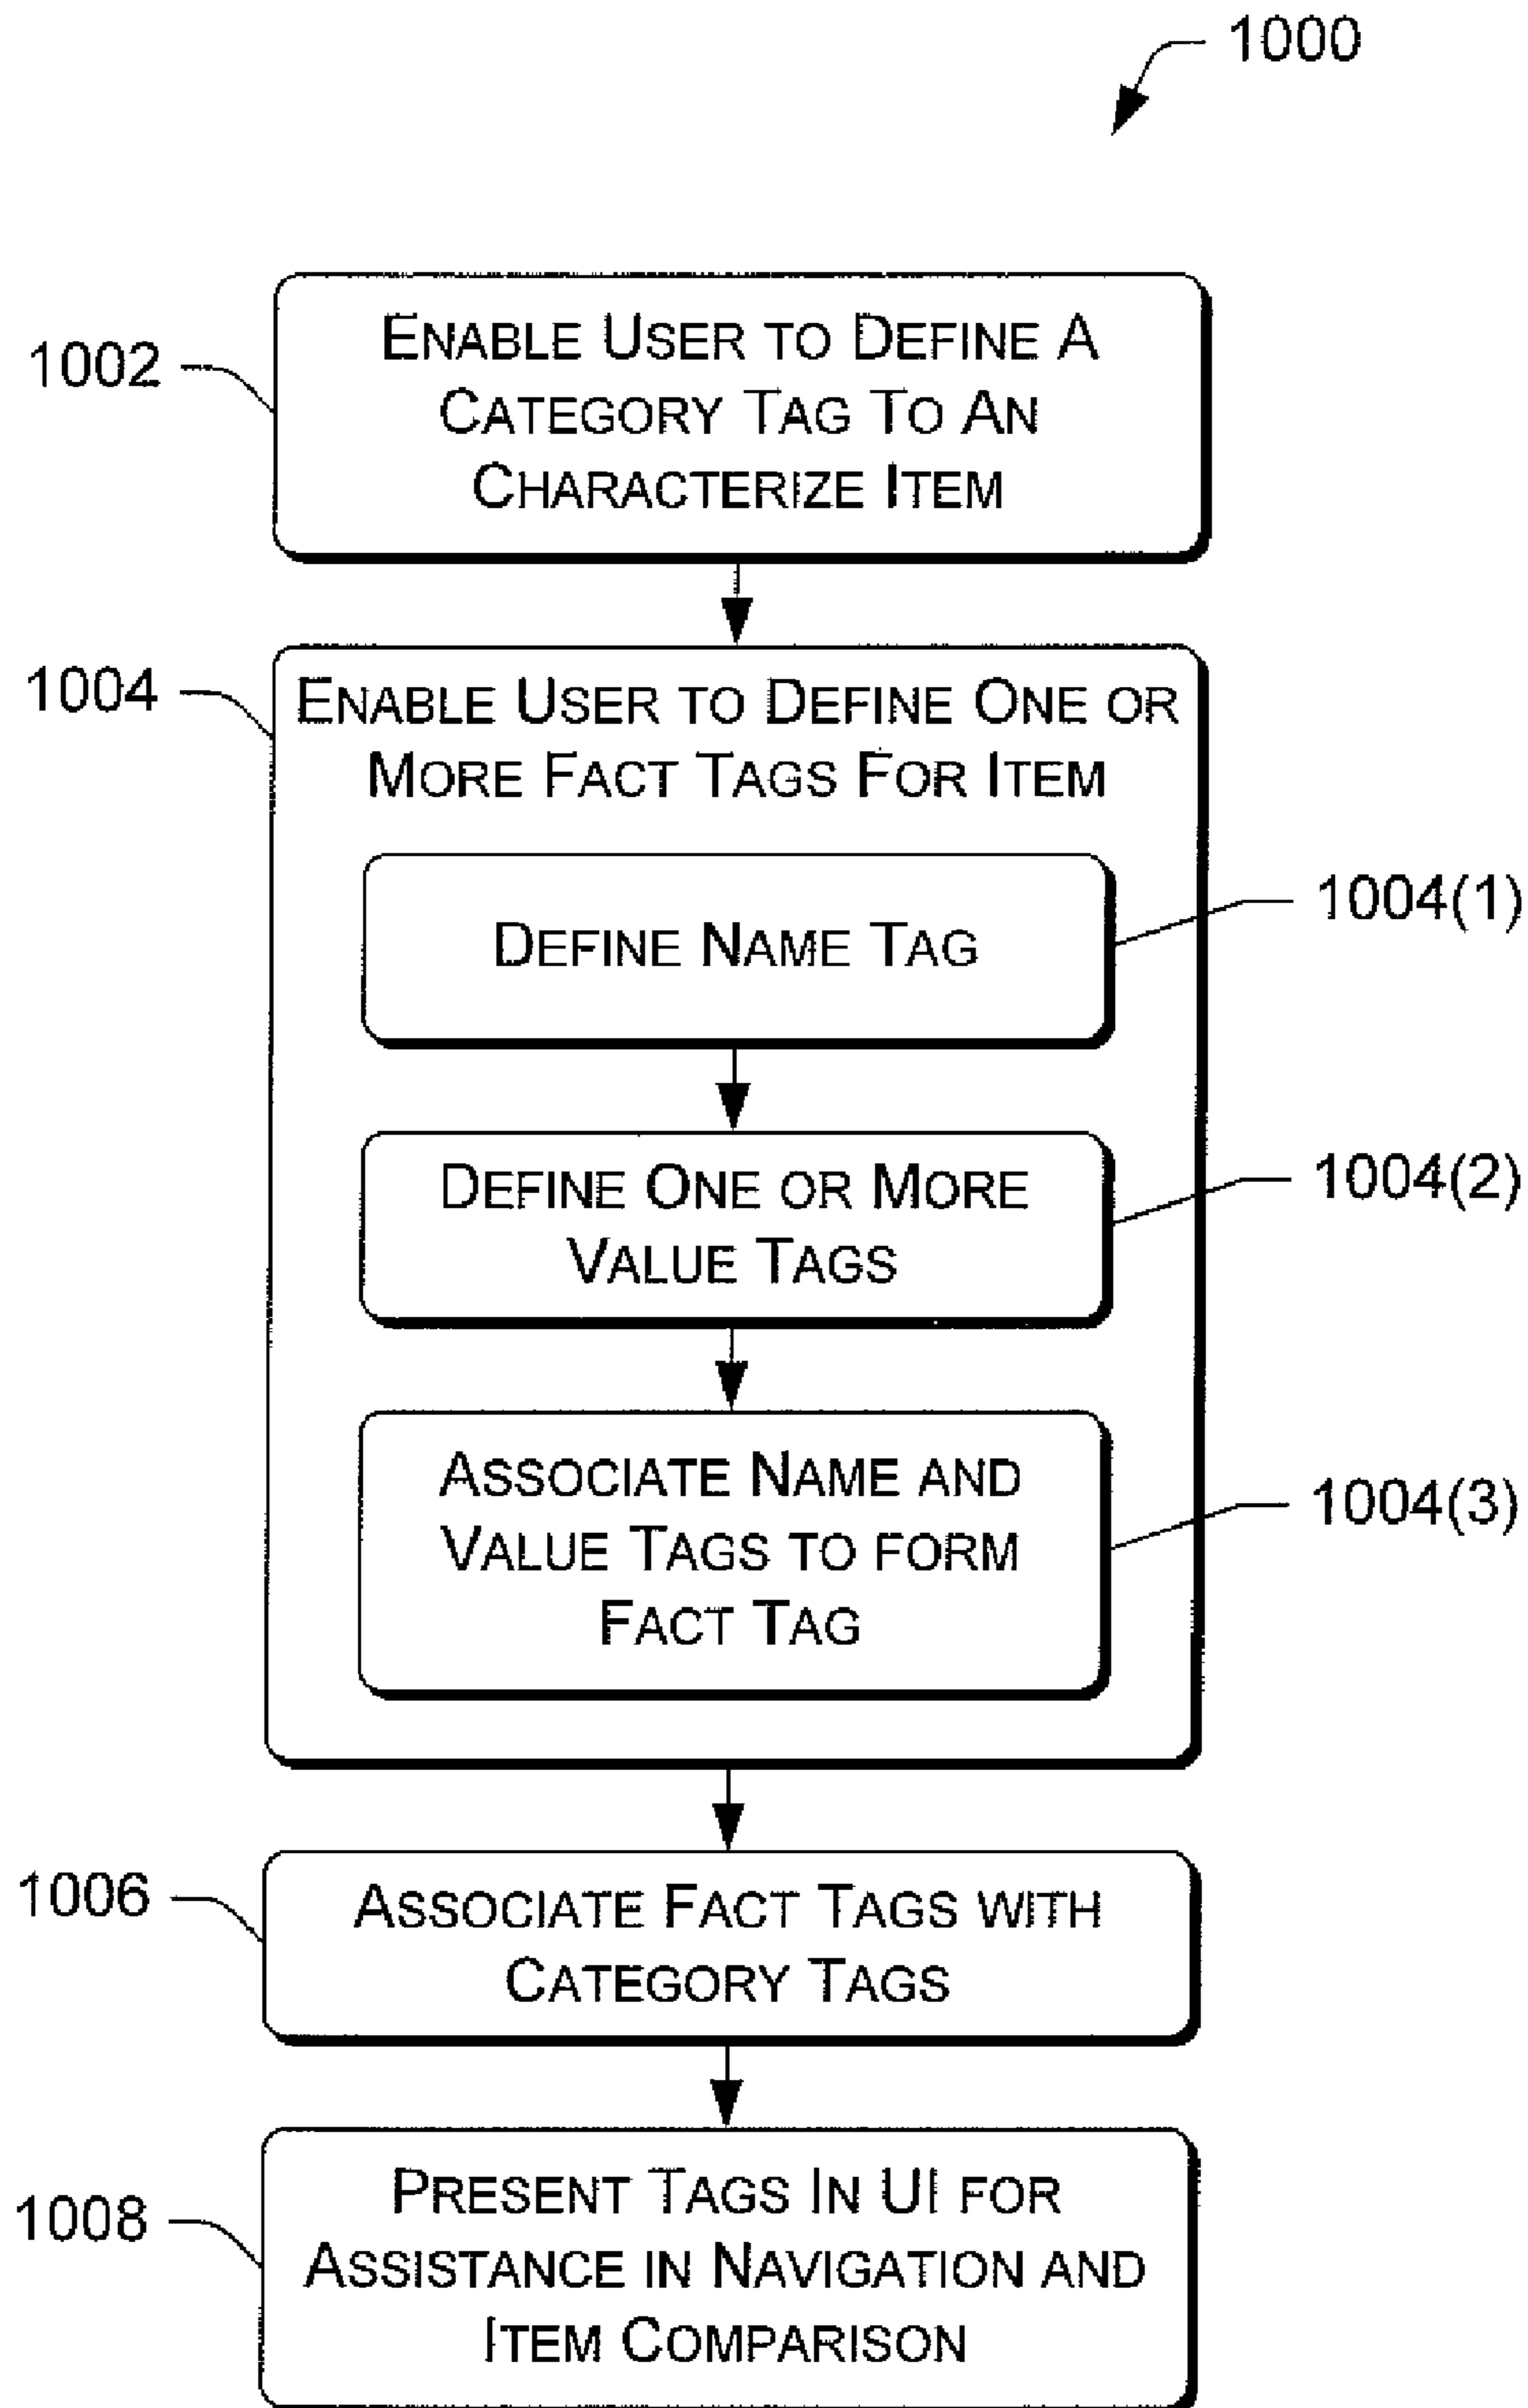 1000
1002
ENABLE USER TO DEFINE A
CATEGORY TAG TO AN
CHARACTERIZE ITEM
1004
ENABLE USER TO DEFINE ONE OR
MORE FACT TAGS FOR ITEM
DEFINE NAME TAG
1004(1)
DEFINE ONE OR MORE
VALUE TAGS
1004(2)
ASSOCIATE NAME AND
VALUE TAGS TO FORM
FACT TAG
1004(3)
1006
ASSOCIATE FACT TAGS WITH
CATEGORY TAGS
1008
PRESENT TAGS IN UI FOR
ASSISTANCE IN NAVIGATION AND
ITEM COMPARISON